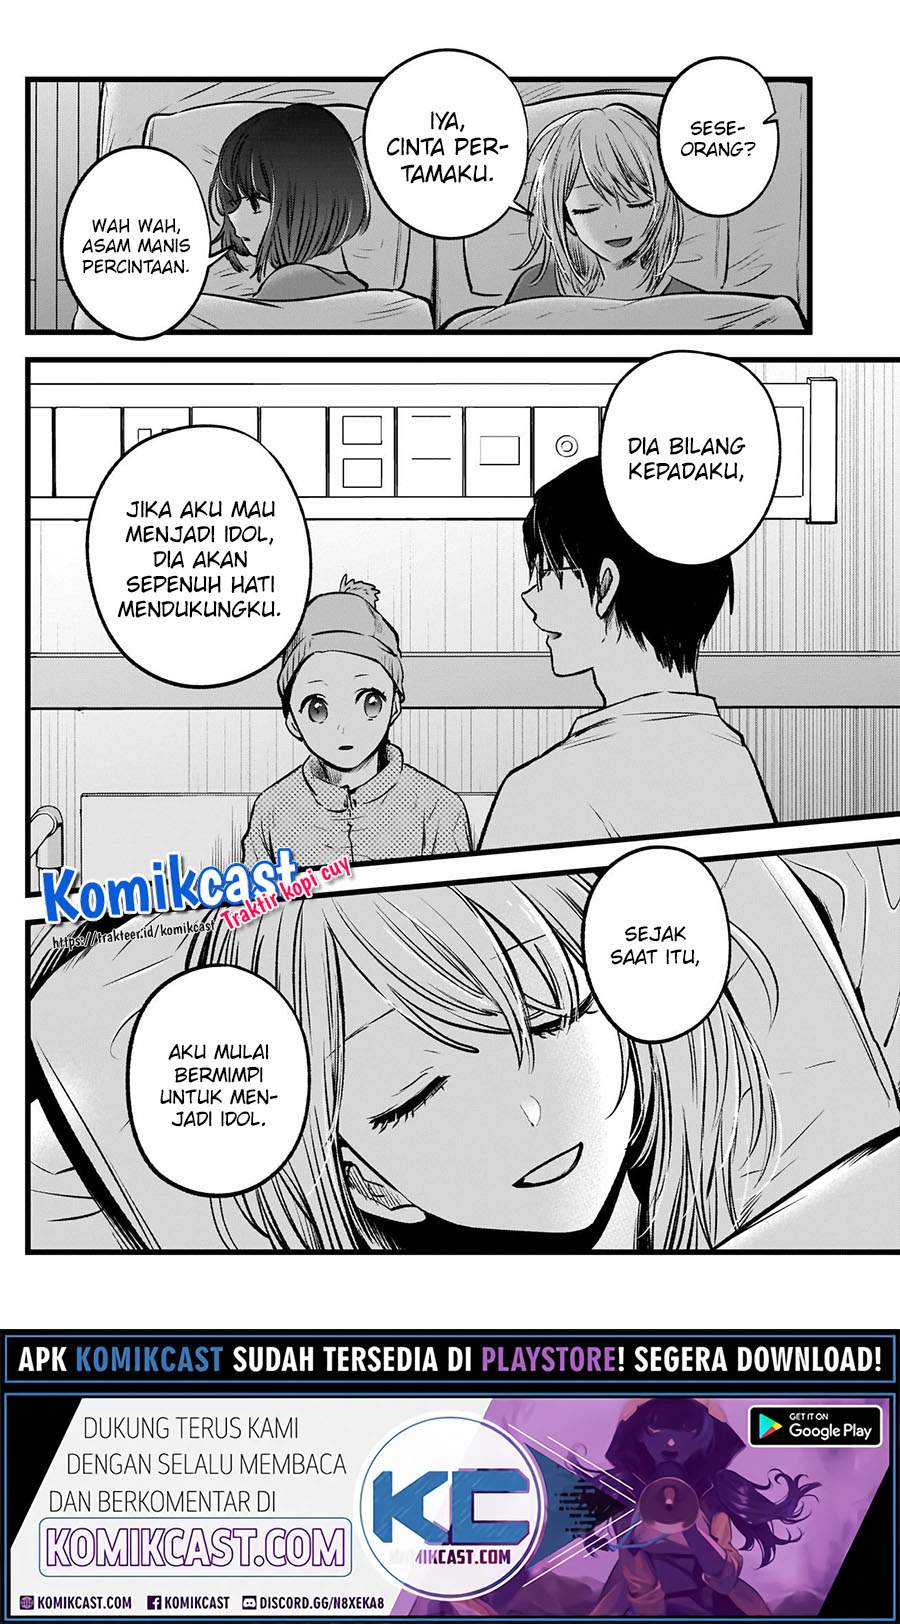 SESE-
ORANG?
IYA,
CINTA PER-
TAMAKU.
WAH WAH,
ASAM MANIS
PERCINTAAN.
DIA BILANG
KEPADAKU,
JIKA AKU MAU
MENJADI IDOL,
DIA AKAN
SEPENUH HATI
MENDUKUNGKU.
Komikcast
Traktir kopi cuy
https://trakteer.id/komikcast
SEJAK
SAAT ITU,
AKU MULAI
BERMIMPI
UNTUK MEN-
JADI IDOL.
APK KOMIKCAST SUDAH TERSEDIA DI PLAYSTORE! SEGERA DOWNLOAD!
DUKUNG TERUS KAMI
DENGAN SELALU MEMBACA
DAN BERKOMENTAR DI
KOMIKCAST.COM
KC
KOMIKCAST.COM
GET IT ON
Google Play
KOMIKCAST.COM
KOMIKCAST
DISCORD.GG/N8XEKA8